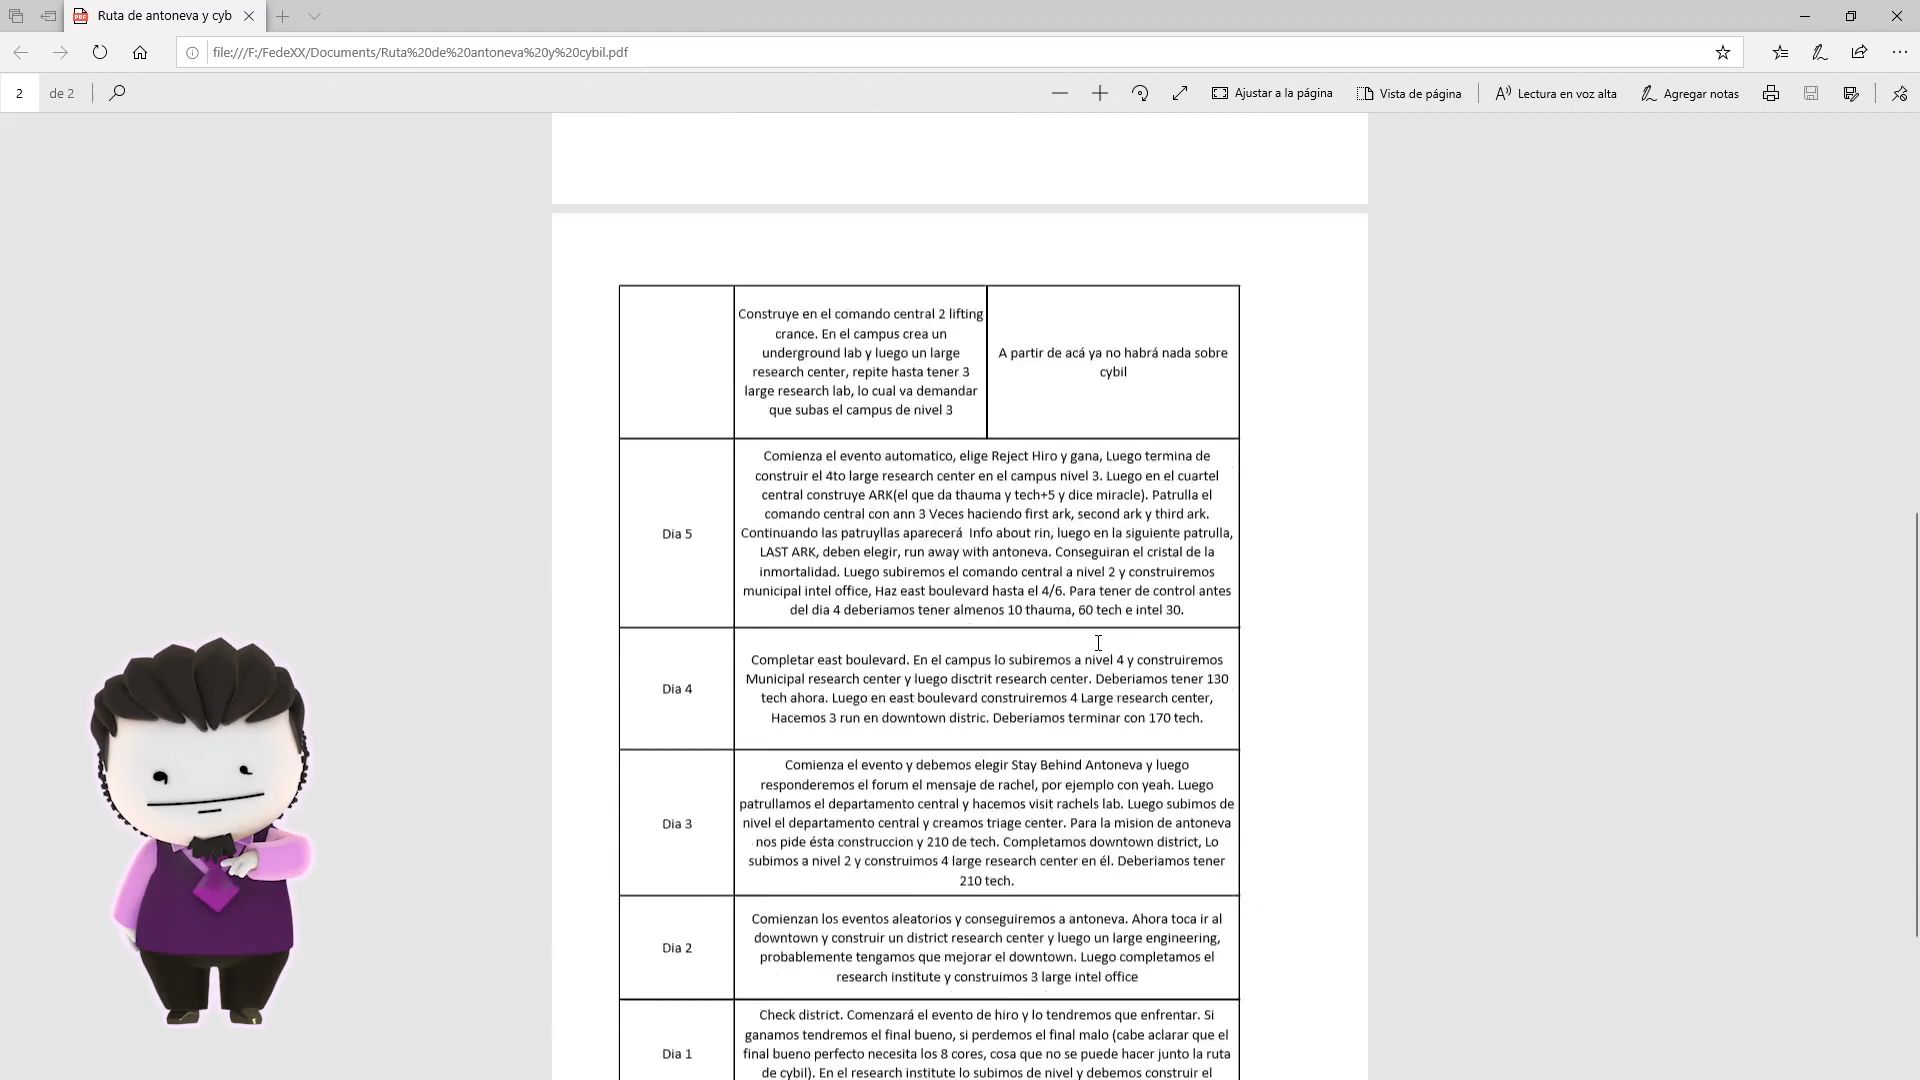 Ruta de antoneva y cyb
file:///F:/FedeXX/Documents/Ruta%20de%20antoneva%20y%20cybil.pdf
2 de 2
Ajustar a la página
Vista de página
Lectura en voz alta
Agregar notas
Construye en el comando central 2 lifting
crance. En el campus crea un
underground lab y luego un large
research center, repite hasta tener 3
large research lab, lo cual va demandar
que subas el campus de nivel 3
A partir de acá ya no habrá nada sobre
cybil
Dia 5
Comienza el evento automatico, elige Reject Hiro y gana, Luego termina de
construir el 4to large research center en el campus nivel 3. Luego en el cuartel
central construye ARK(el que da thauma y tech+5 y dice miracle). Patrulla el
comando central con ann 3 Veces haciendo first ark, second ark y third ark.
Continuando las patruyllas aparecerá  Info about rin, luego en la siguiente patrulla,
LAST ARK, deben elegir, run away with antoneva. Conseguiran el cristal de la
inmortalidad. Luego subiremos el comando central a nivel 2 y construiremos
municipal intel office, Haz east boulevard hasta el 4/6. Para tener de control antes
del dia 4 deberiamos tener almenos 10 thauma, 60 tech e intel 30.
Dia 4
Completar east boulevard. En el campus lo subiremos a nivel 4 y construiremos
Municipal research center y luego disctrit research center. Deberiamos tener 130
tech ahora. Luego en east boulevard construiremos 4 Large research center,
Hacemos 3 run en downtown distric. Deberiamos terminar con 170 tech.
Dia 3
Comienza el evento y debemos elegir Stay Behind Antoneva y luego
responderemos el forum el mensaje de rachel, por ejemplo con yeah. Luego
patrullamos el departamento central y hacemos visit rachels lab. Luego subimos de
nivel el departamento central y creamos triage center. Para la mision de antoneva
nos pide ésta construccion y 210 de tech. Completamos downtown district, Lo
subimos a nivel 2 y construimos 4 large research center en él. Deberiamos tener
210 tech.
Dia 2
Comienzan los eventos aleatorios y conseguiremos a antoneva. Ahora toca ir al
downtown y construir un district research center y luego un large engineering,
probablemente tengamos que mejorar el downtown. Luego completamos el
research institute y construimos 3 large intel office
Dia 1
Check district. Comenzará el evento de hiro y lo tendremos que enfrentar. Si
ganamos tendremos el final bueno, si perdemos el final malo (cabe aclarar que el
final bueno perfecto necesita los 8 cores, cosa que no se puede hacer junto la ruta
de cybil). En el research institute lo subimos de nivel y debemos construir el